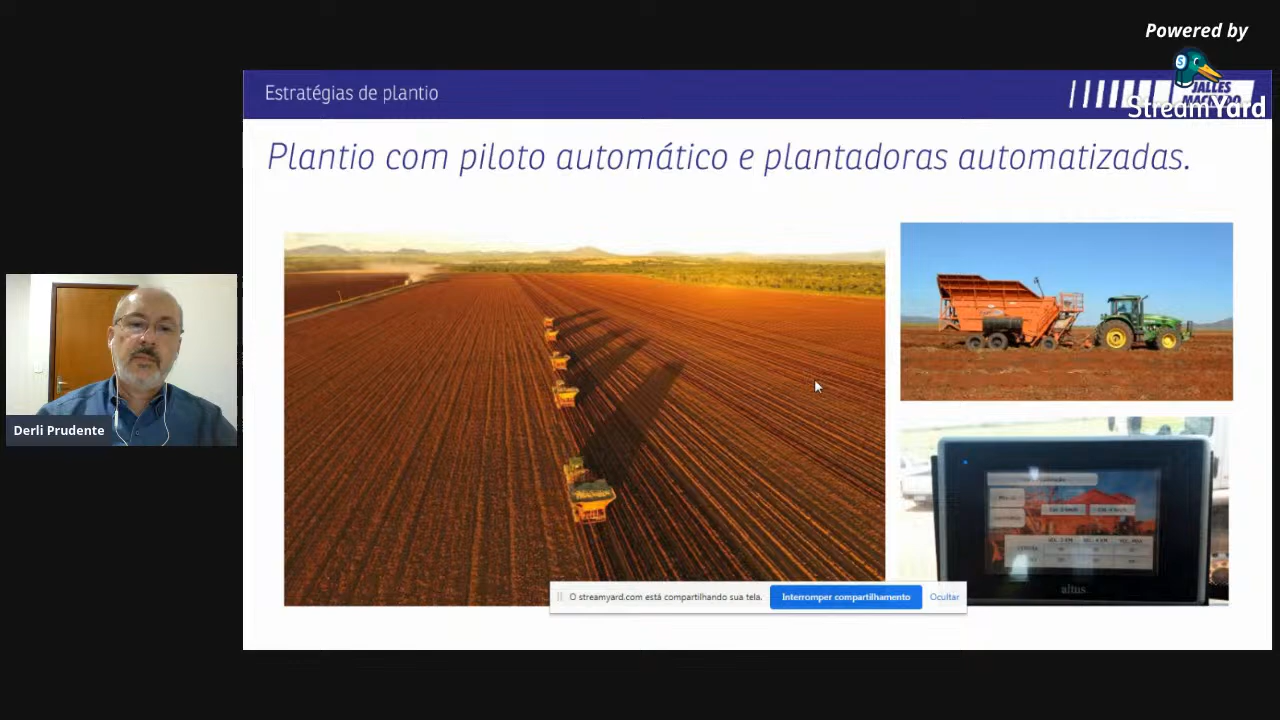 Powered by
StreamYard
Estratégias de plantio
JALLES
Plantio com piloto automático e plantadoras automatizadas.
Derli Prudente
altus
O streamyard.com está compartilhando sua tela.
Interromper compartilhamento
Ocultar